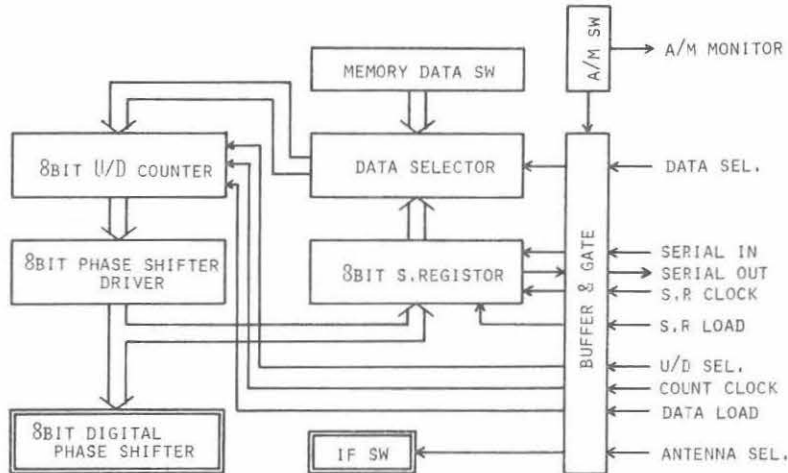 A/M SW
A/M MONITOR
MEMORY DATA SW
8BIT U/D COUNTER
DATA SELECTOR
DATA SEL.
8BIT PHASE SHIFTER
DRIVER
8BIT S.REGISTOR
BUFFER & GATE
SERIAL IN
SERIAL OUT
S.R CLOCK
S.R LOAD
U/D SEL.
COUNT CLOCK
DATA LOAD
8BIT DIGITAL
PHASE SHIFTER
IF SW
ANTENNA SEL.